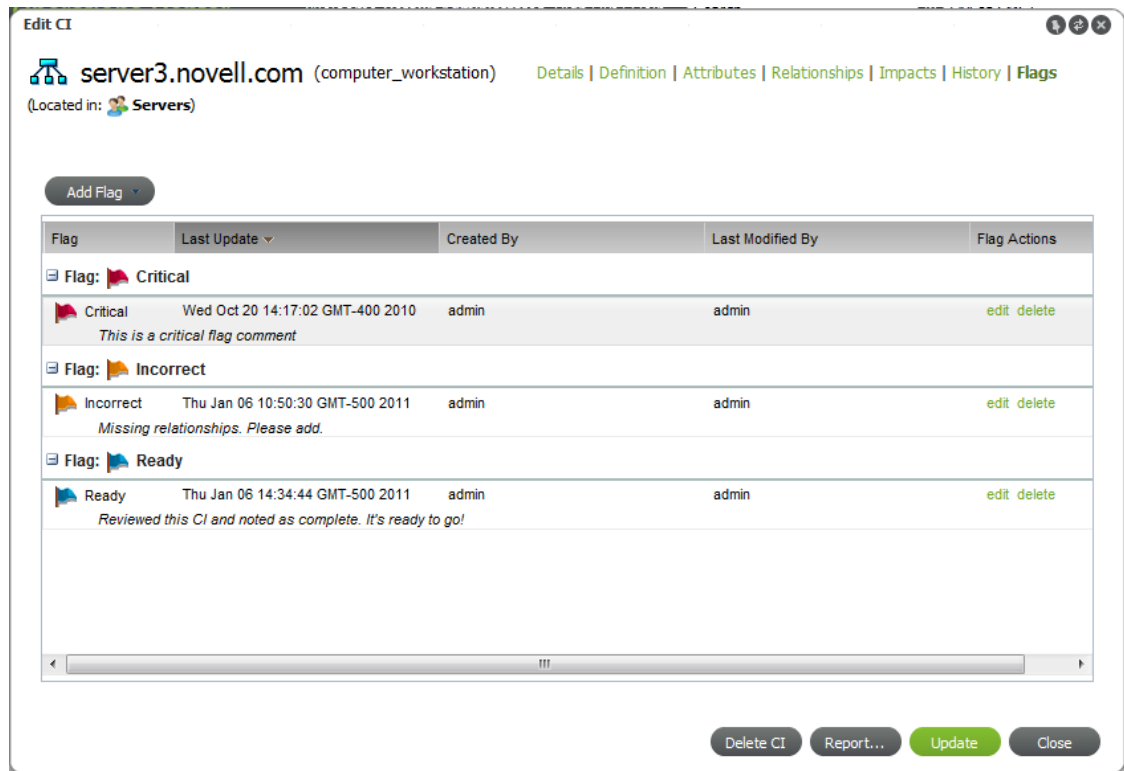 Edit CI
server3.novell.com (computer_workstation) Details | Definition | Attributes | Relationships | Impacts | History | Flags
(Located in: Servers)
Add Flag
Flag Last Update Created By Last Modified By Flag Actions
Flag: Critical
Critical Wed Oct 20 14:17:02 GMT-400 2010 admin admin edit delete
This is a critical flag comment
Flag: Incorrect
Incorrect Thu Jan 06 10:50:30 GMT-500 2011 admin admin edit delete
Missing relationships. Please add.
Flag: Ready
Ready Thu Jan 06 14:34:44 GMT-500 2011 admin admin edit delete
Reviewed this CI and noted as complete. It's ready to go!
Delete CI Report... Update Close